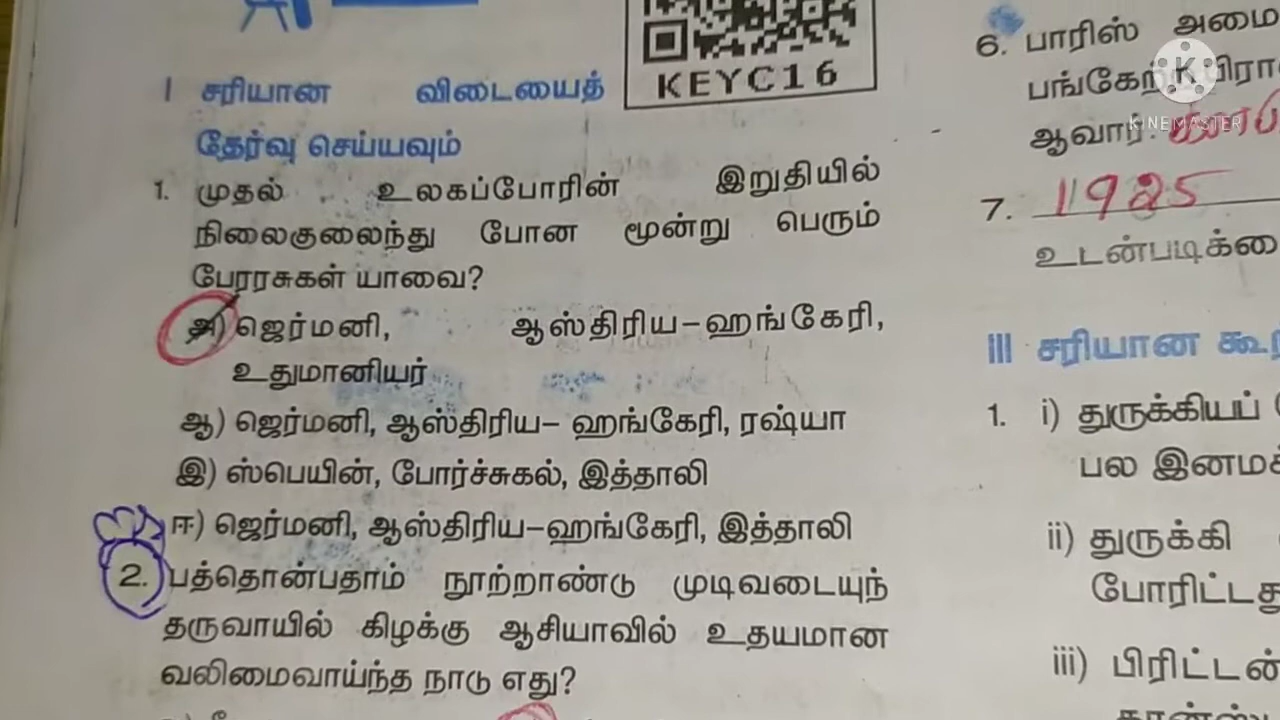 KEYC16
I சரியான விடையைத்
தேர்வு செய்யவும்
1. முதல் உலகப்போரின் இறுதியில்
நிலைகுலைந்து போன மூன்று பெரும்
பேரரசுகள் யாவை?
அ) ஜெர்மனி, ஆஸ்திரிய-ஹங்கேரி,
உதுமானியர்
ஆ) ஜெர்மனி, ஆஸ்திரிய– ஹங்கேரி, ரஷ்யா
இ) ஸ்பெயின், போர்ச்சுகல், இத்தாலி
ஈ) ஜெர்மனி, ஆஸ்திரிய-ஹங்கேரி, இத்தாலி
2. பத்தொன்பதாம் நூற்றாண்டு முடிவடையுந்
தருவாயில் கிழக்கு ஆசியாவில் உதயமான
வலிமைவாய்ந்த நாடு எது?
6. பாரிஸ் அமை
ஆவார்.
7. 1925
உடன்படிக்கை
III சரியான
1. i) துருக்கியப்
பல இனமக்
ii) துருக்கி
போரிட்டது
iii) பிரிட்டன்
K
KINEMASTER